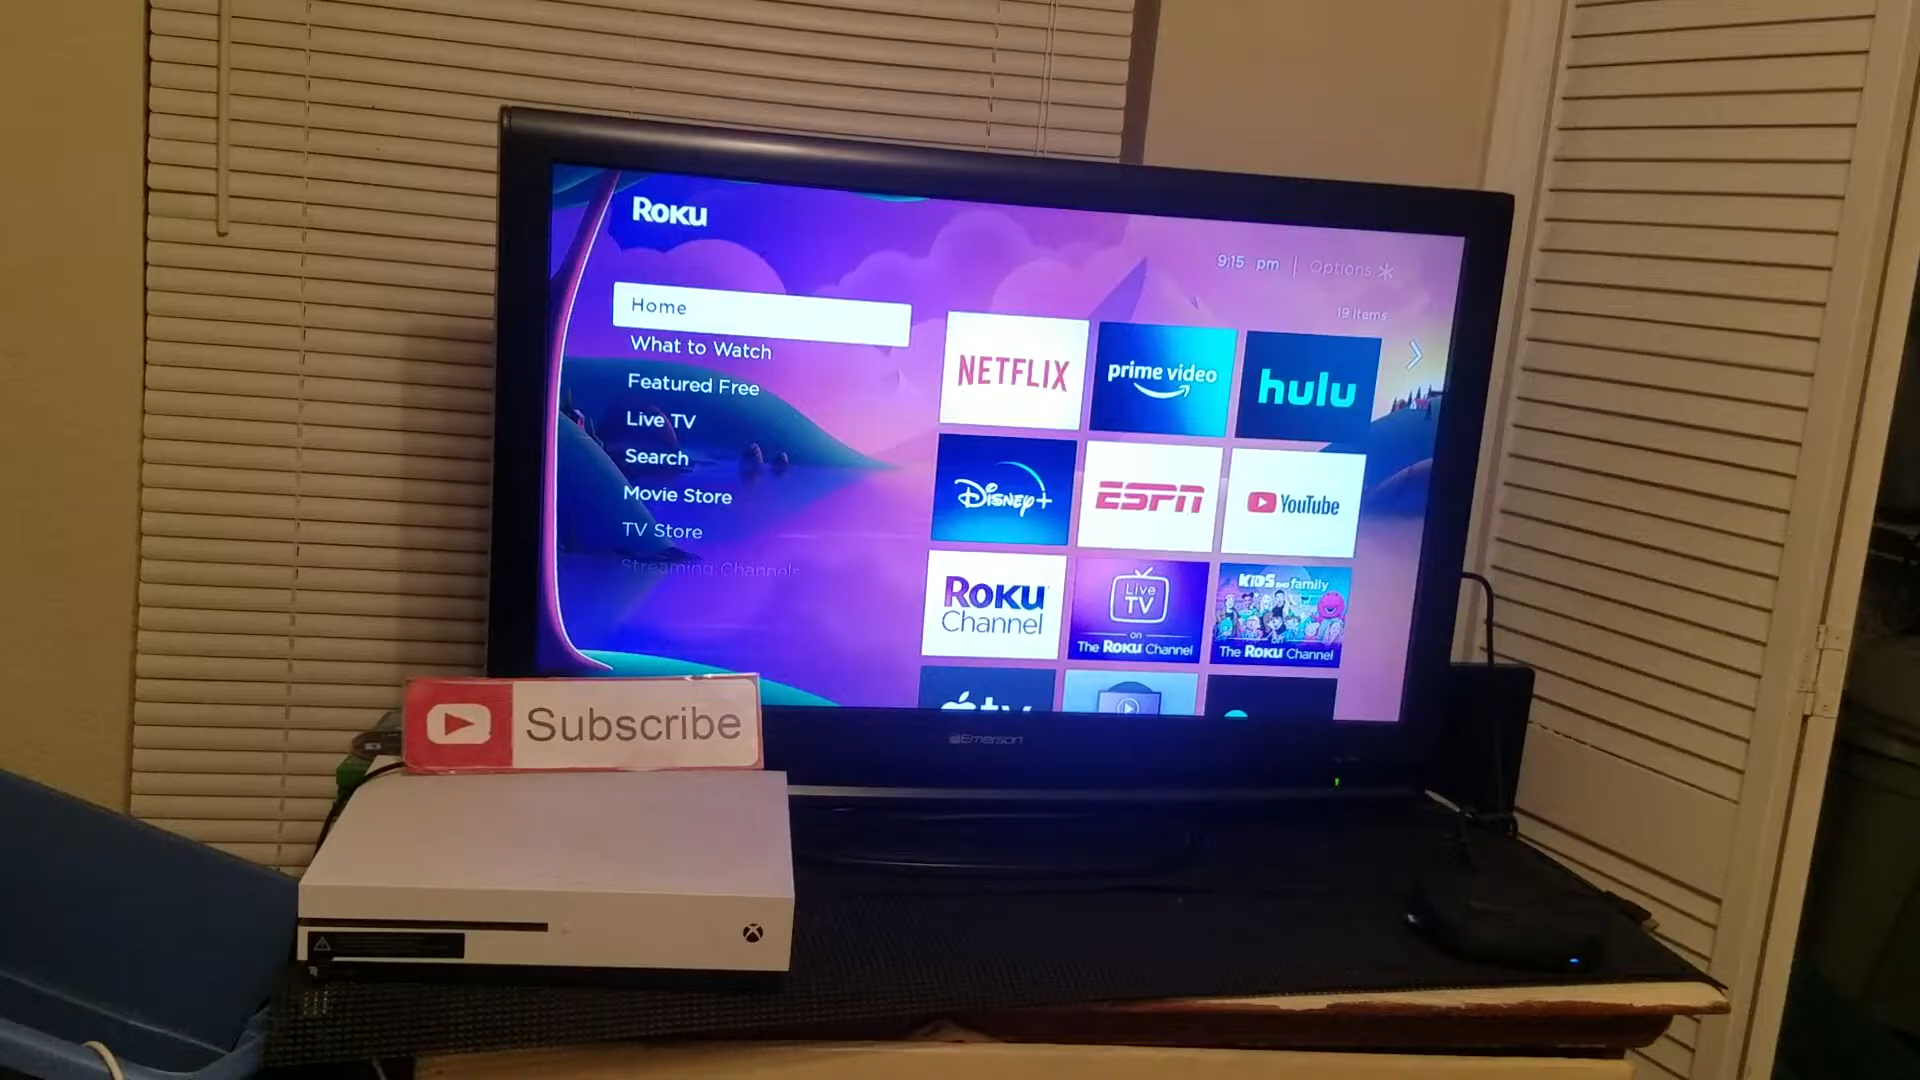 Roku
9:15 pm | Options
19 items
Home
What to Watch
Featured Free
Live TV
Search
Movie Store
TV Store
Streaming Channels
NETFLIX
prime video
hulu
Disney+
ESPN
YouTube
Roku
Channel
Live
TV
on
The Roku Channel
KIDS AND family
on
The Roku Channel
tv
Emerson
Subscribe